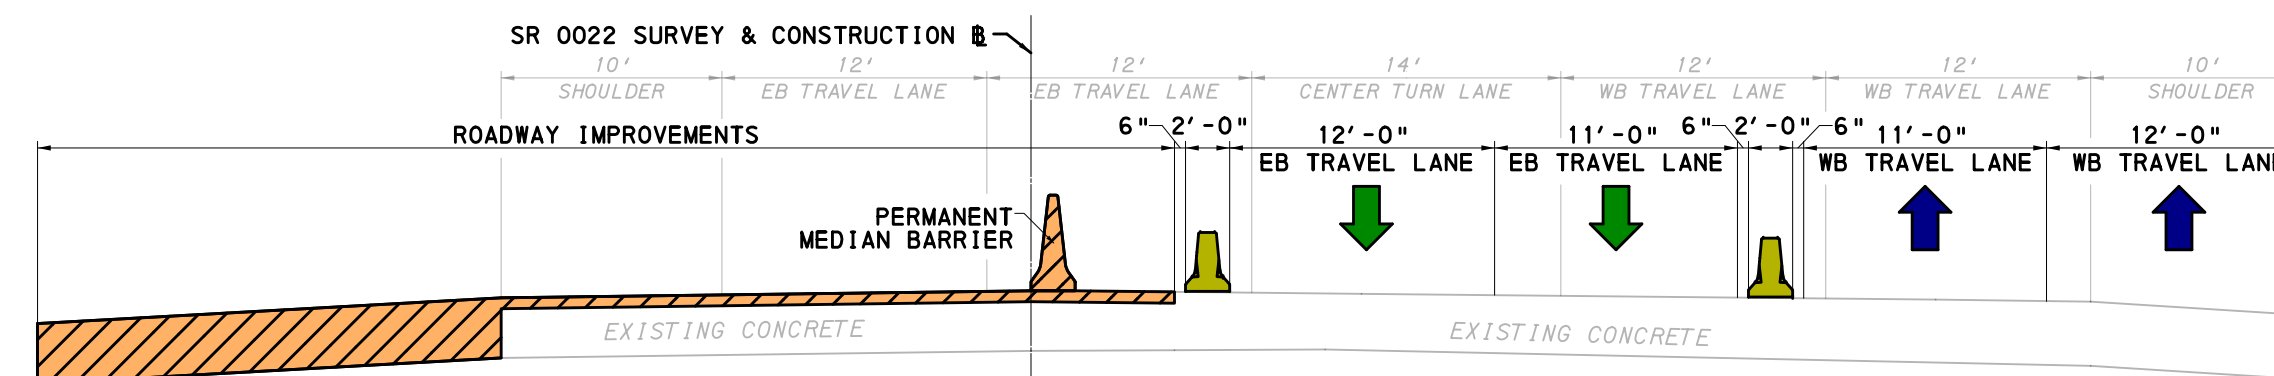 SR 0022 SURVEY & CONSTRUCTION ℄
10' 12' 12' 14' 12' 12' 10'
SHOULDER EB TRAVEL LANE EB TRAVEL LANE CENTER TURN LANE WB TRAVEL LANE WB TRAVEL LANE SHOULDER
ROADWAY IMPROVEMENTS 6" 2'-0" 12'-0" 11'-0" 6" 2'-0" 6" 11'-0" 12'-0"
EB TRAVEL LANE EB TRAVEL LANE WB TRAVEL LANE WB TRAVEL LANE
PERMANENT
MEDIAN BARRIER
EXISTING CONCRETE EXISTING CONCRETE